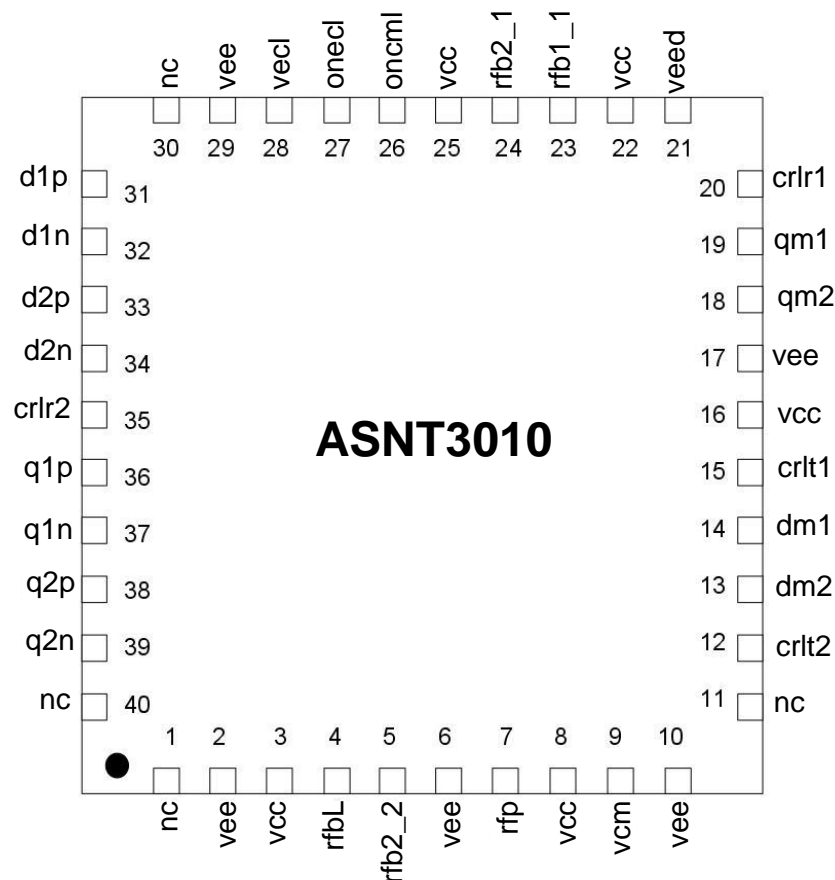 nc vee vecl onecl oncml vcc rfb2_1 rfb1_1 vcc veed
30 29 28 27 26 25 24 23 22 21
d1p 31 20 crlr1
d1n 32 19 qm1
d2p 33 18 qm2
d2n 34 17 vee
crlr2 35 16 vcc
ASNT3010
q1p 36 15 crlt1
q1n 37 14 dm1
q2p 38 13 dm2
q2n 39 12 crlt2
nc 40 11 nc
1 2 3 4 5 6 7 8 9 10
nc vee vcc rfbL rfb2_2 vee rfp vcc vcm vee